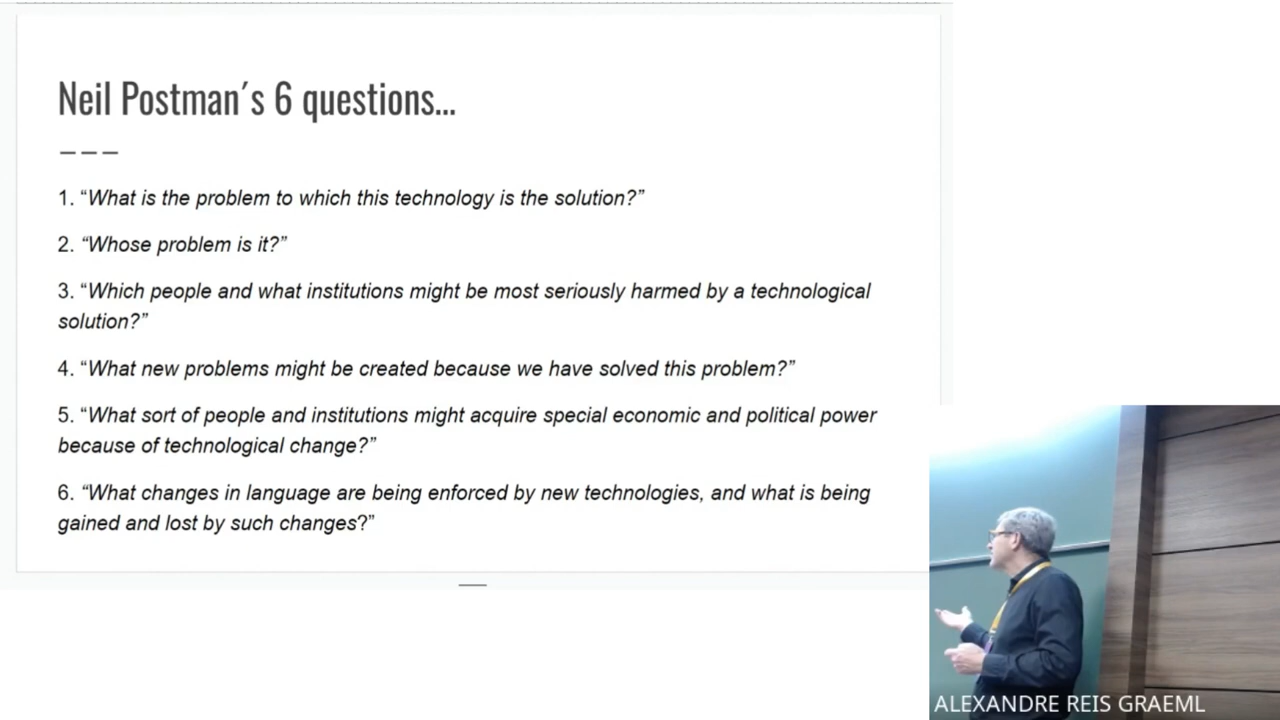 Neil Postman´s 6 questions...
1. “What is the problem to which this technology is the solution?”
2. “Whose problem is it?”
3. “Which people and what institutions might be most seriously harmed by a technological
solution?”
4. “What new problems might be created because we have solved this problem?”
5. “What sort of people and institutions might acquire special economic and political power
because of technological change?”
6. “What changes in language are being enforced by new technologies, and what is being
gained and lost by such changes?”
ALEXANDRE REIS GRAEML